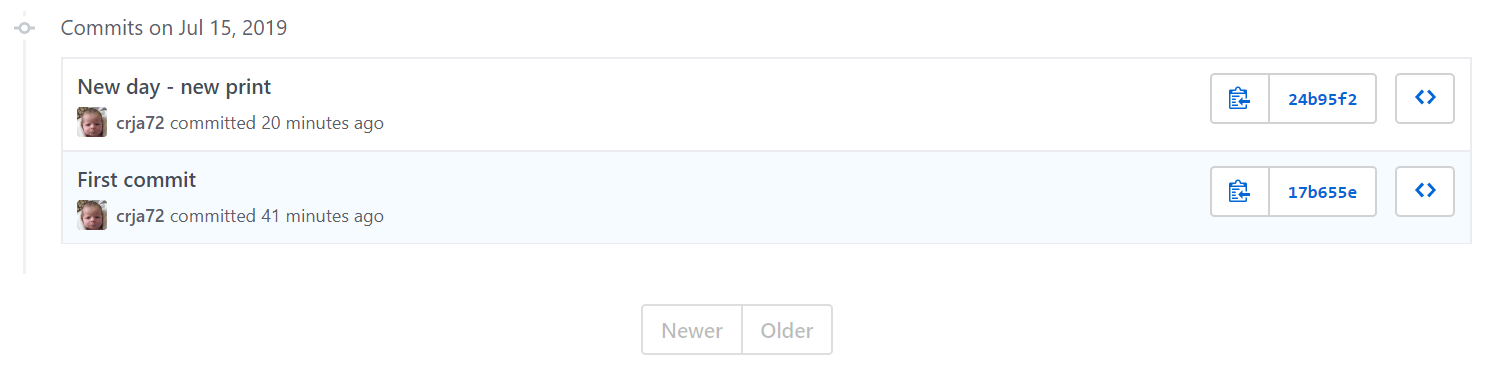 Commits on Jul 15, 2019
New day - new print
24b95f2
crja72 committed 20 minutes ago
First commit
17b655e
crja72 committed 41 minutes ago
Newer
Older